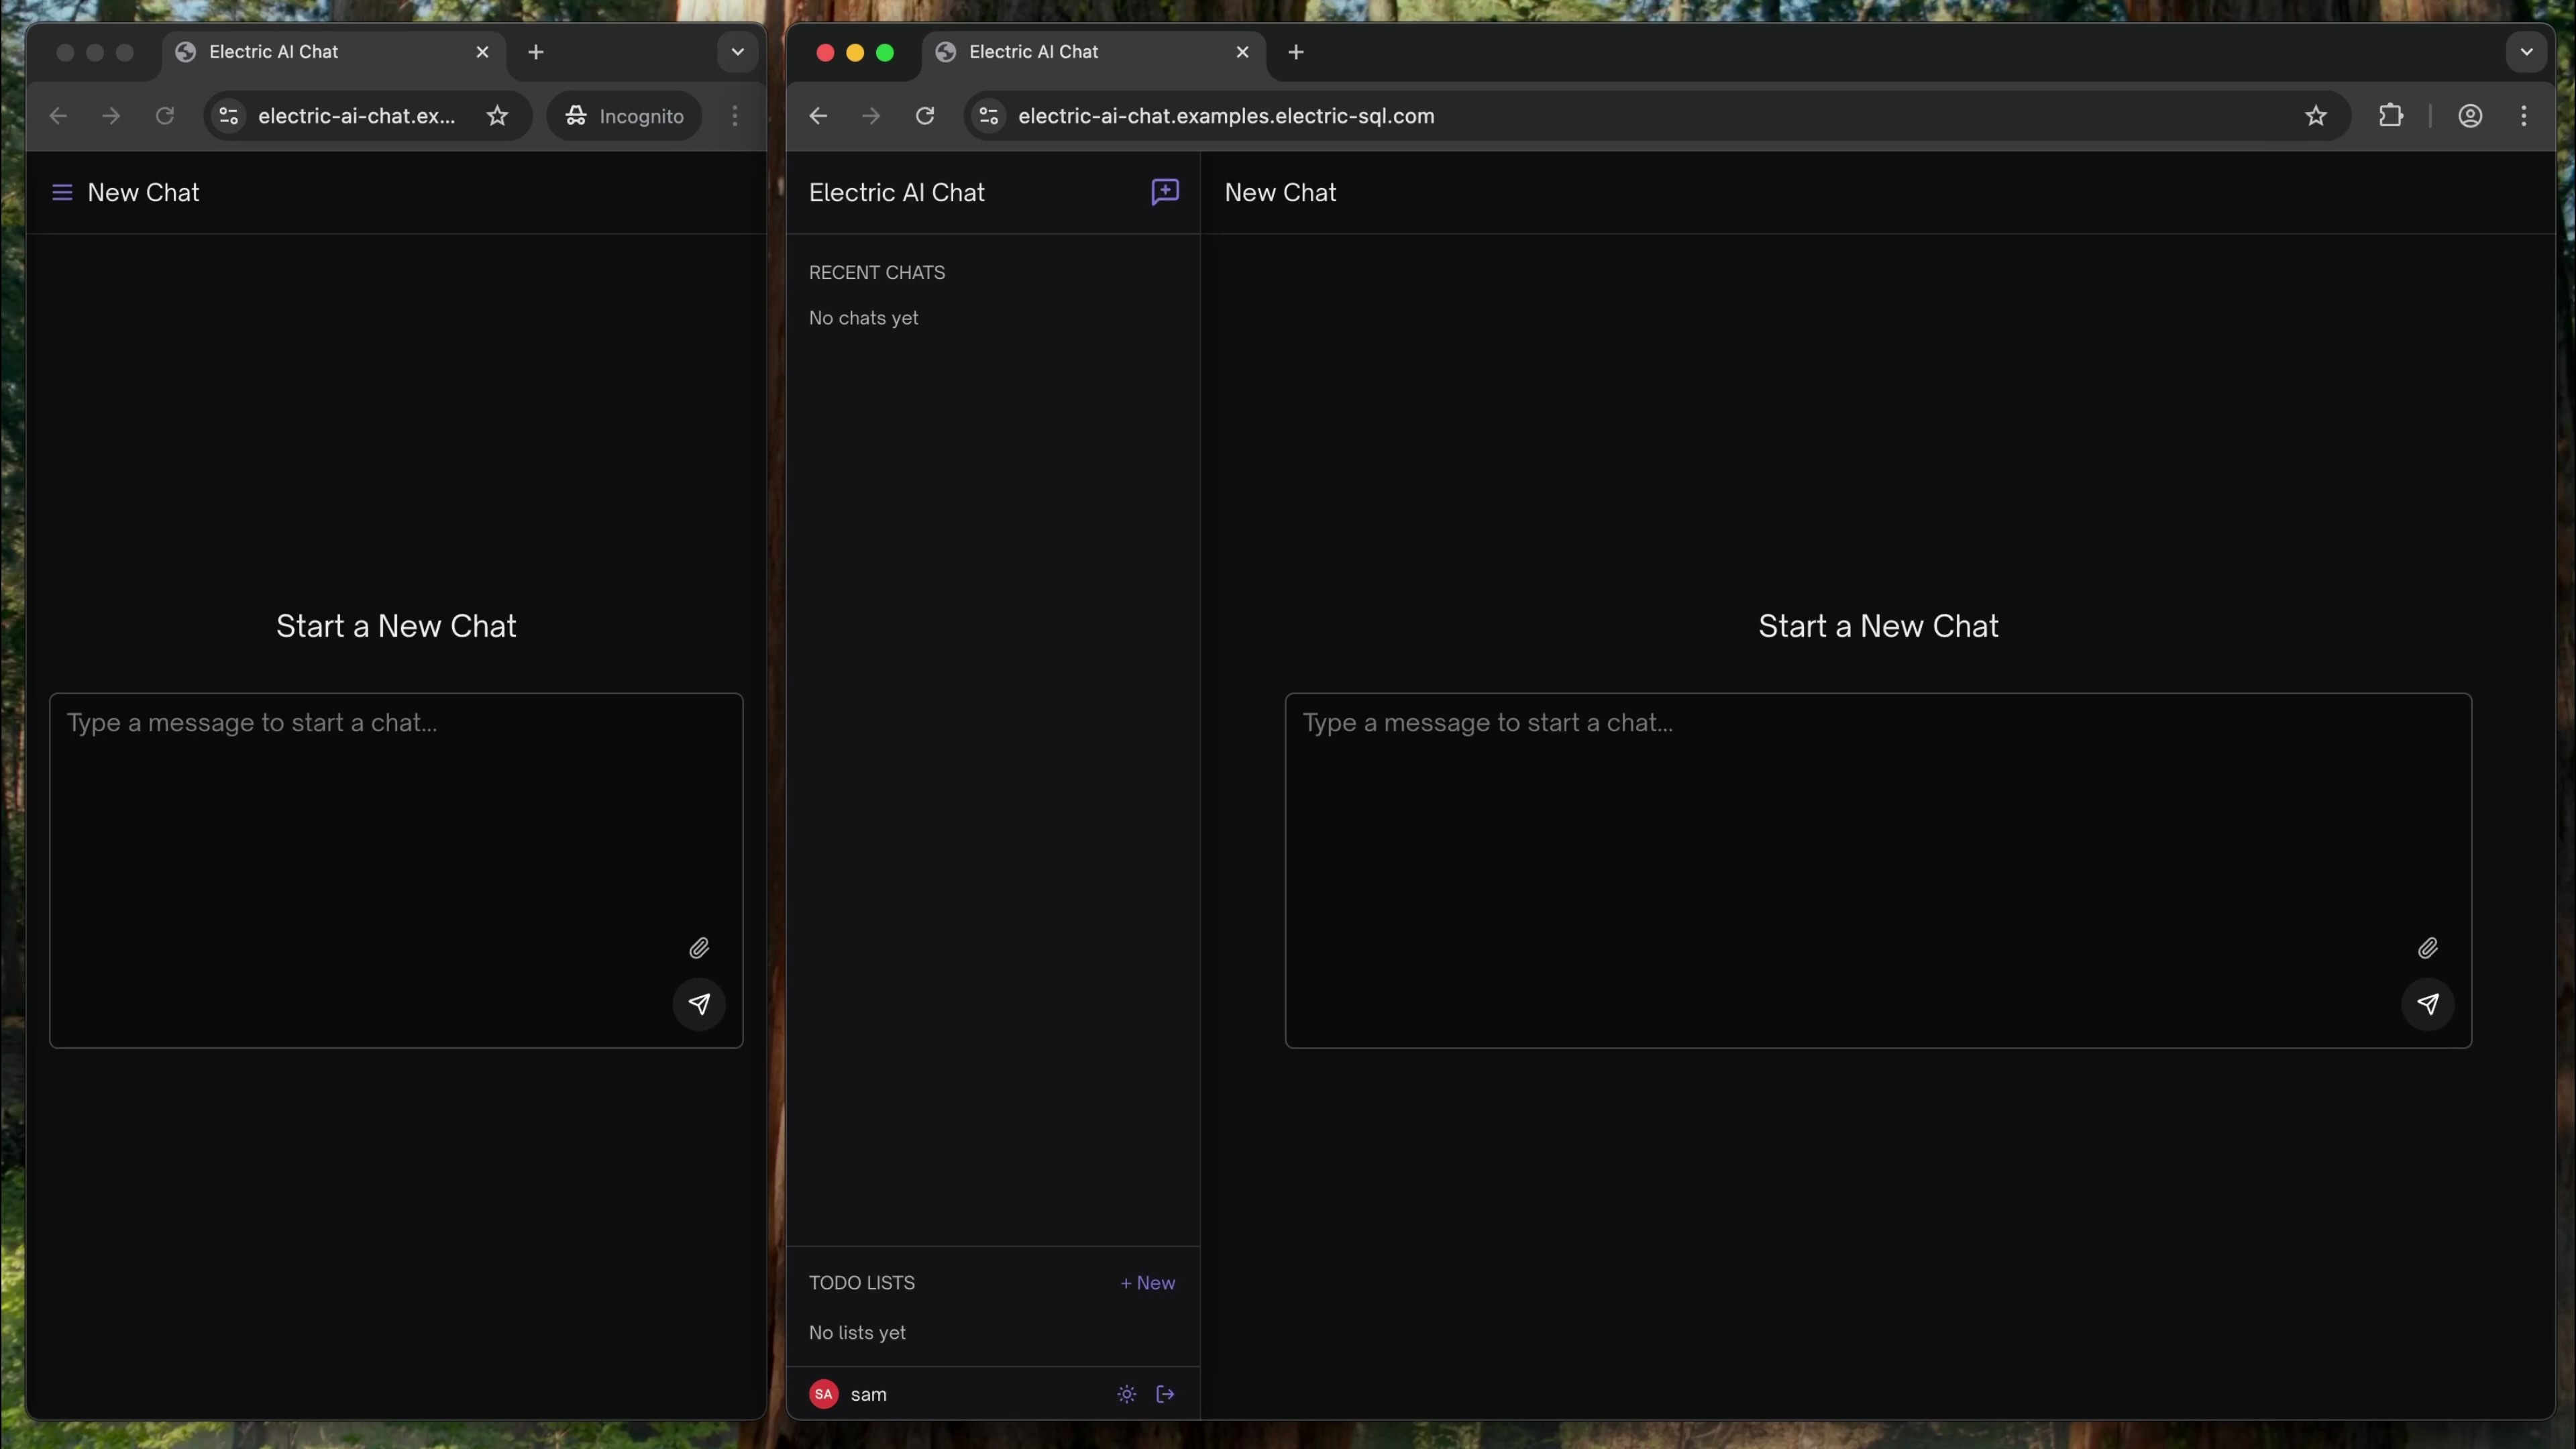 Electric AI Chat
electric-ai-chat.ex...
Incognito
New Chat
Start a New Chat
Type a message to start a chat...
Electric AI Chat
electric-ai-chat.examples.electric-sql.com
Electric AI Chat
RECENT CHATS
No chats yet
TODO LISTS
+ New
No lists yet
SA
sam
New Chat
Start a New Chat
Type a message to start a chat...